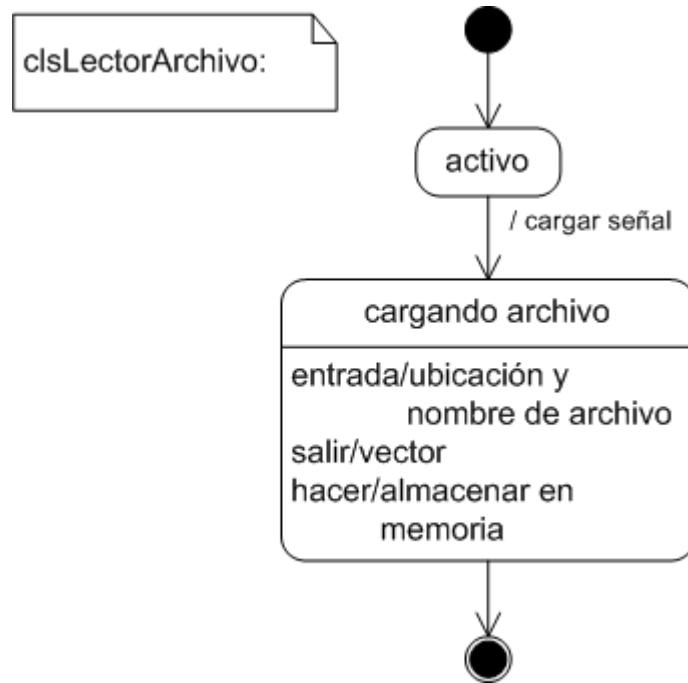 clsLectorArchivo:
activo
/ cargar señal
cargando archivo
entrada/ubicación y
nombre de archivo
salir/vector
hacer/almacenar en
memoria